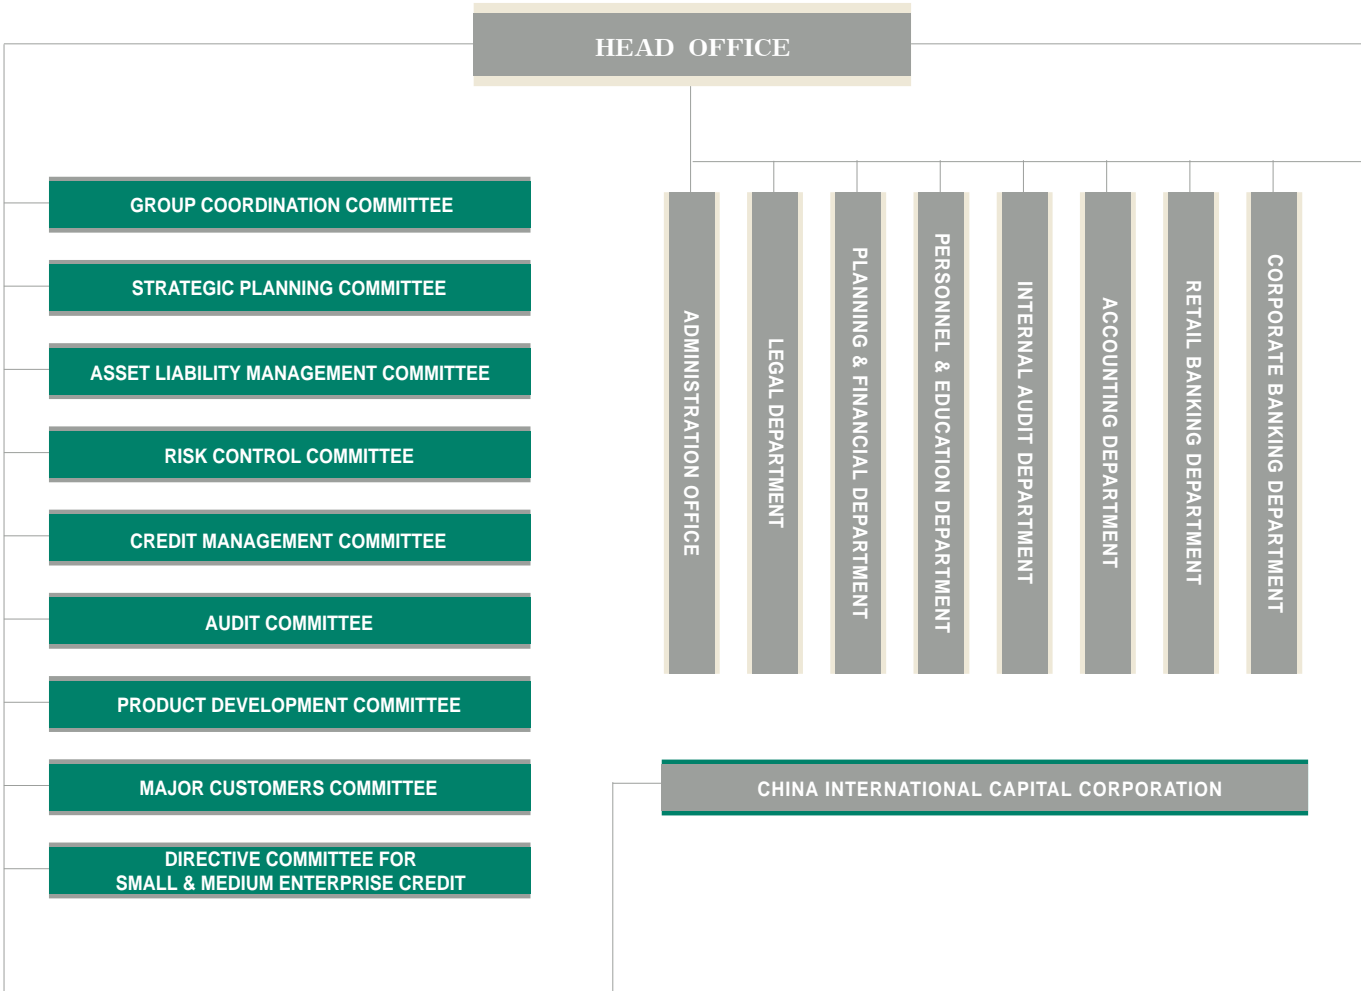 HEAD OFFICE
GROUP COORDINATION COMMITTEE
STRATEGIC PLANNING COMMITTEE
ASSET LIABILITY MANAGEMENT COMMITTEE
RISK CONTROL COMMITTEE
CREDIT MANAGEMENT COMMITTEE
AUDIT COMMITTEE
PRODUCT DEVELOPMENT COMMITTEE
MAJOR CUSTOMERS COMMITTEE
DIRECTIVE COMMITTEE FOR
SMALL & MEDIUM ENTERPRISE CREDIT
ADMINISTRATION OFFICE
LEGAL DEPARTMENT
PLANNING & FINANCIAL DEPARTMENT
PERSONNEL & EDUCATION DEPARTMENT
INTERNAL AUDIT DEPARTMENT
ACCOUNTING DEPARTMENT
RETAIL BANKING DEPARTMENT
CORPORATE BANKING DEPARTMENT
CHINA INTERNATIONAL CAPITAL CORPORATION